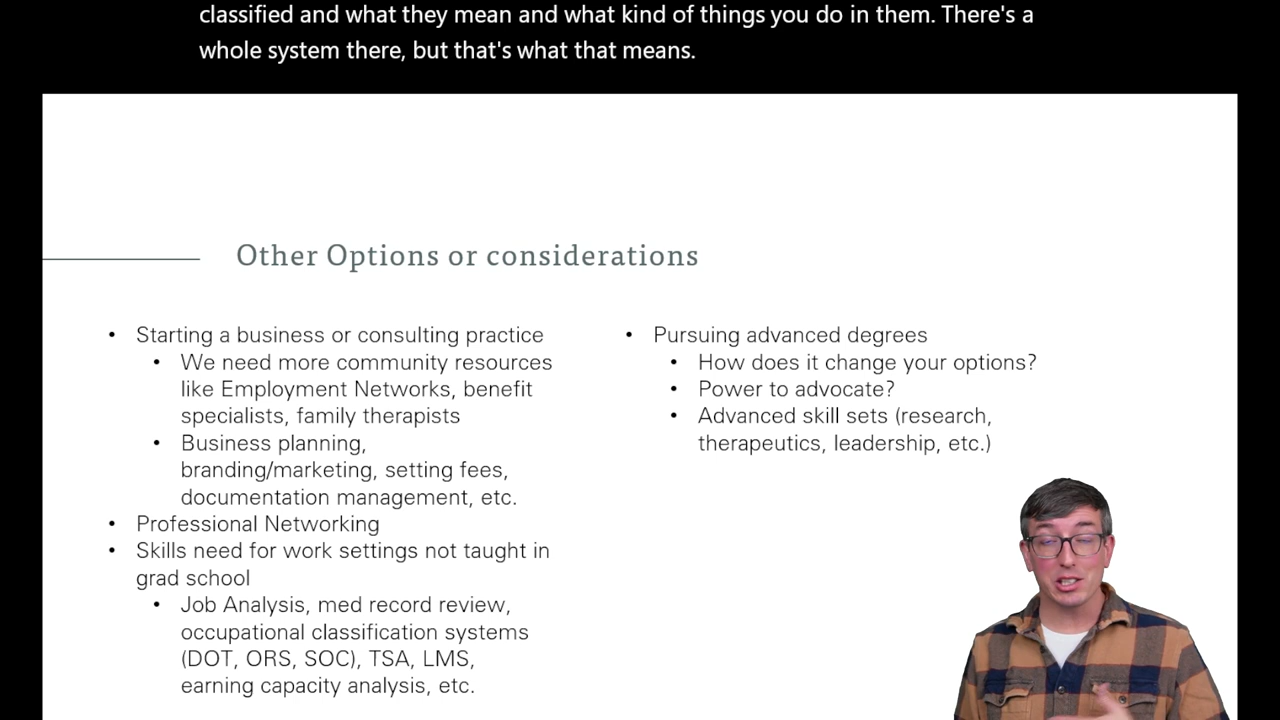 classified and what they mean and what kind of things you do in them. There's a
whole system there, but that's what that means.
Other Options or considerations
• Starting a business or consulting practice
• We need more community resources
like Employment Networks, benefit
specialists, family therapists
• Business planning,
branding/marketing, setting fees,
documentation management, etc.
• Professional Networking
• Skills need for work settings not taught in
grad school
• Job Analysis, med record review,
occupational classification systems
(DOT, ORS, SOC), TSA, LMS,
earning capacity analysis, etc.
• Pursuing advanced degrees
• How does it change your options?
• Power to advocate?
• Advanced skill sets (research,
therapeutics, leadership, etc.)